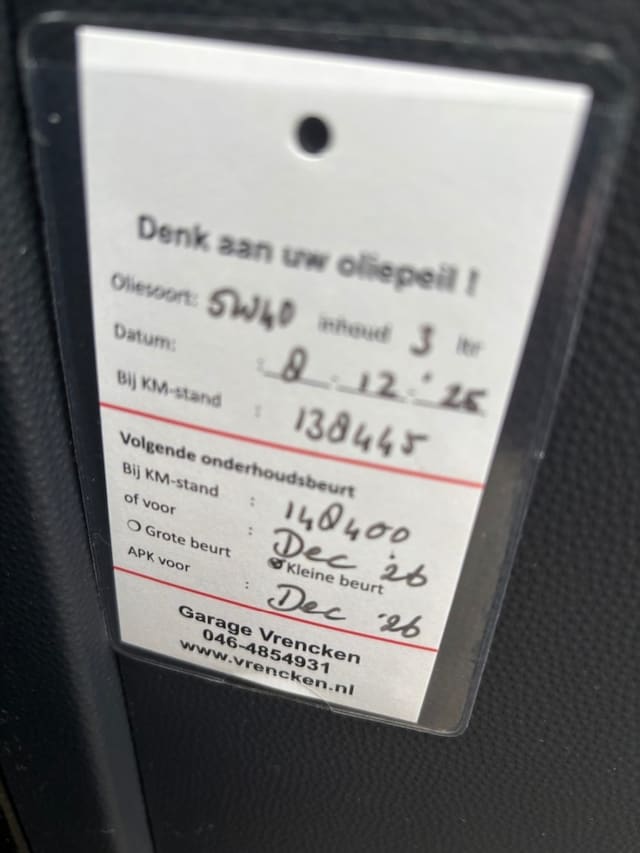 Denk aan uw oliepeil !
Oliesoort: 5W40 inhoud 3 ltr
Datum: : 8 - 12 - '25
Bij KM-stand : 138445
Volgende onderhoudsbeurt
Bij KM-stand : 148400
of voor : Dec '26
Grote beurt Kleine beurt
APK voor : Dec '26
Garage Vrencken
046-4854931
www.vrencken.nl